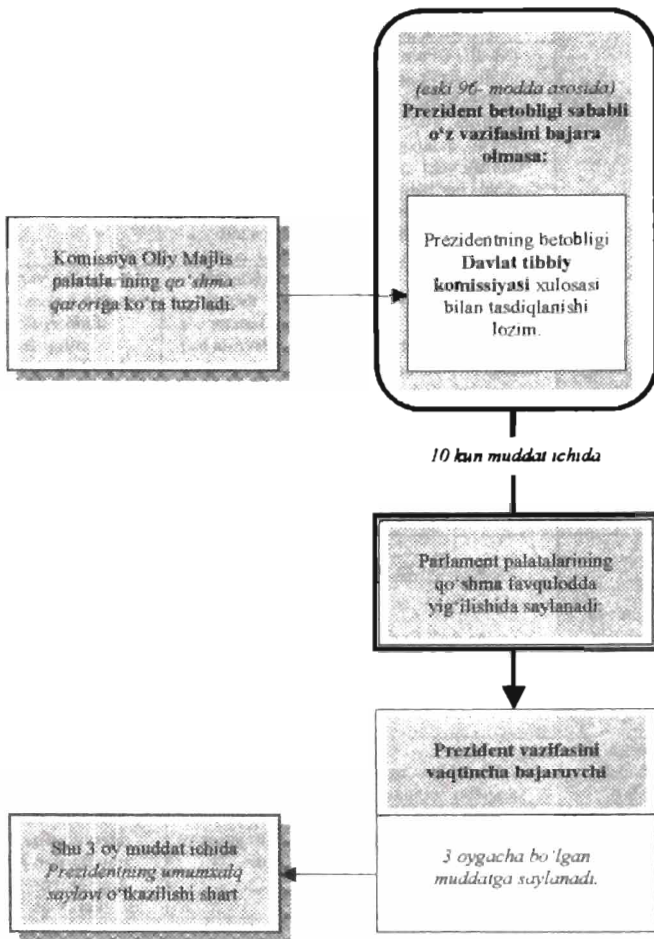 (eski 96- modda asosida)
Prezident betobligi sababli
o‘z vazifasini bajara
olmasa:
Komissiya Oliy Majlis
palatala ining qo‘shma
qaroriga ko‘ra tuziladi.
Prezidentning betobligi
Davlat tibbiy
komissiyasi xulosasi
bilan tasdiqlanishi
lozim.
10 kun muddat ichida
Parlament palatalarining
qo‘shma favqulodda
yig‘ilishida saylanadi:
Prezident vazifasini
vaqtincha bajaruvchi
3 oygacha bo‘lgan
muddatga saylanadi.
Shu 3 oy muddat ichida
Prezidentning umumxalq
saylovi o‘tkazilishi shart